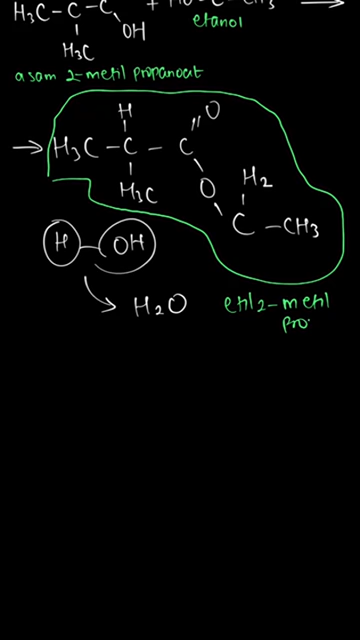 H₃C - C - C + HO - C - CH₃ →
OH
etanol
H₃C
asam 2-metil propanoat
H
O
→ H₃C - C - C
O
H₂
H₃C
C - CH₃
H - OH
→ H₂O
etil 2-metil
pro